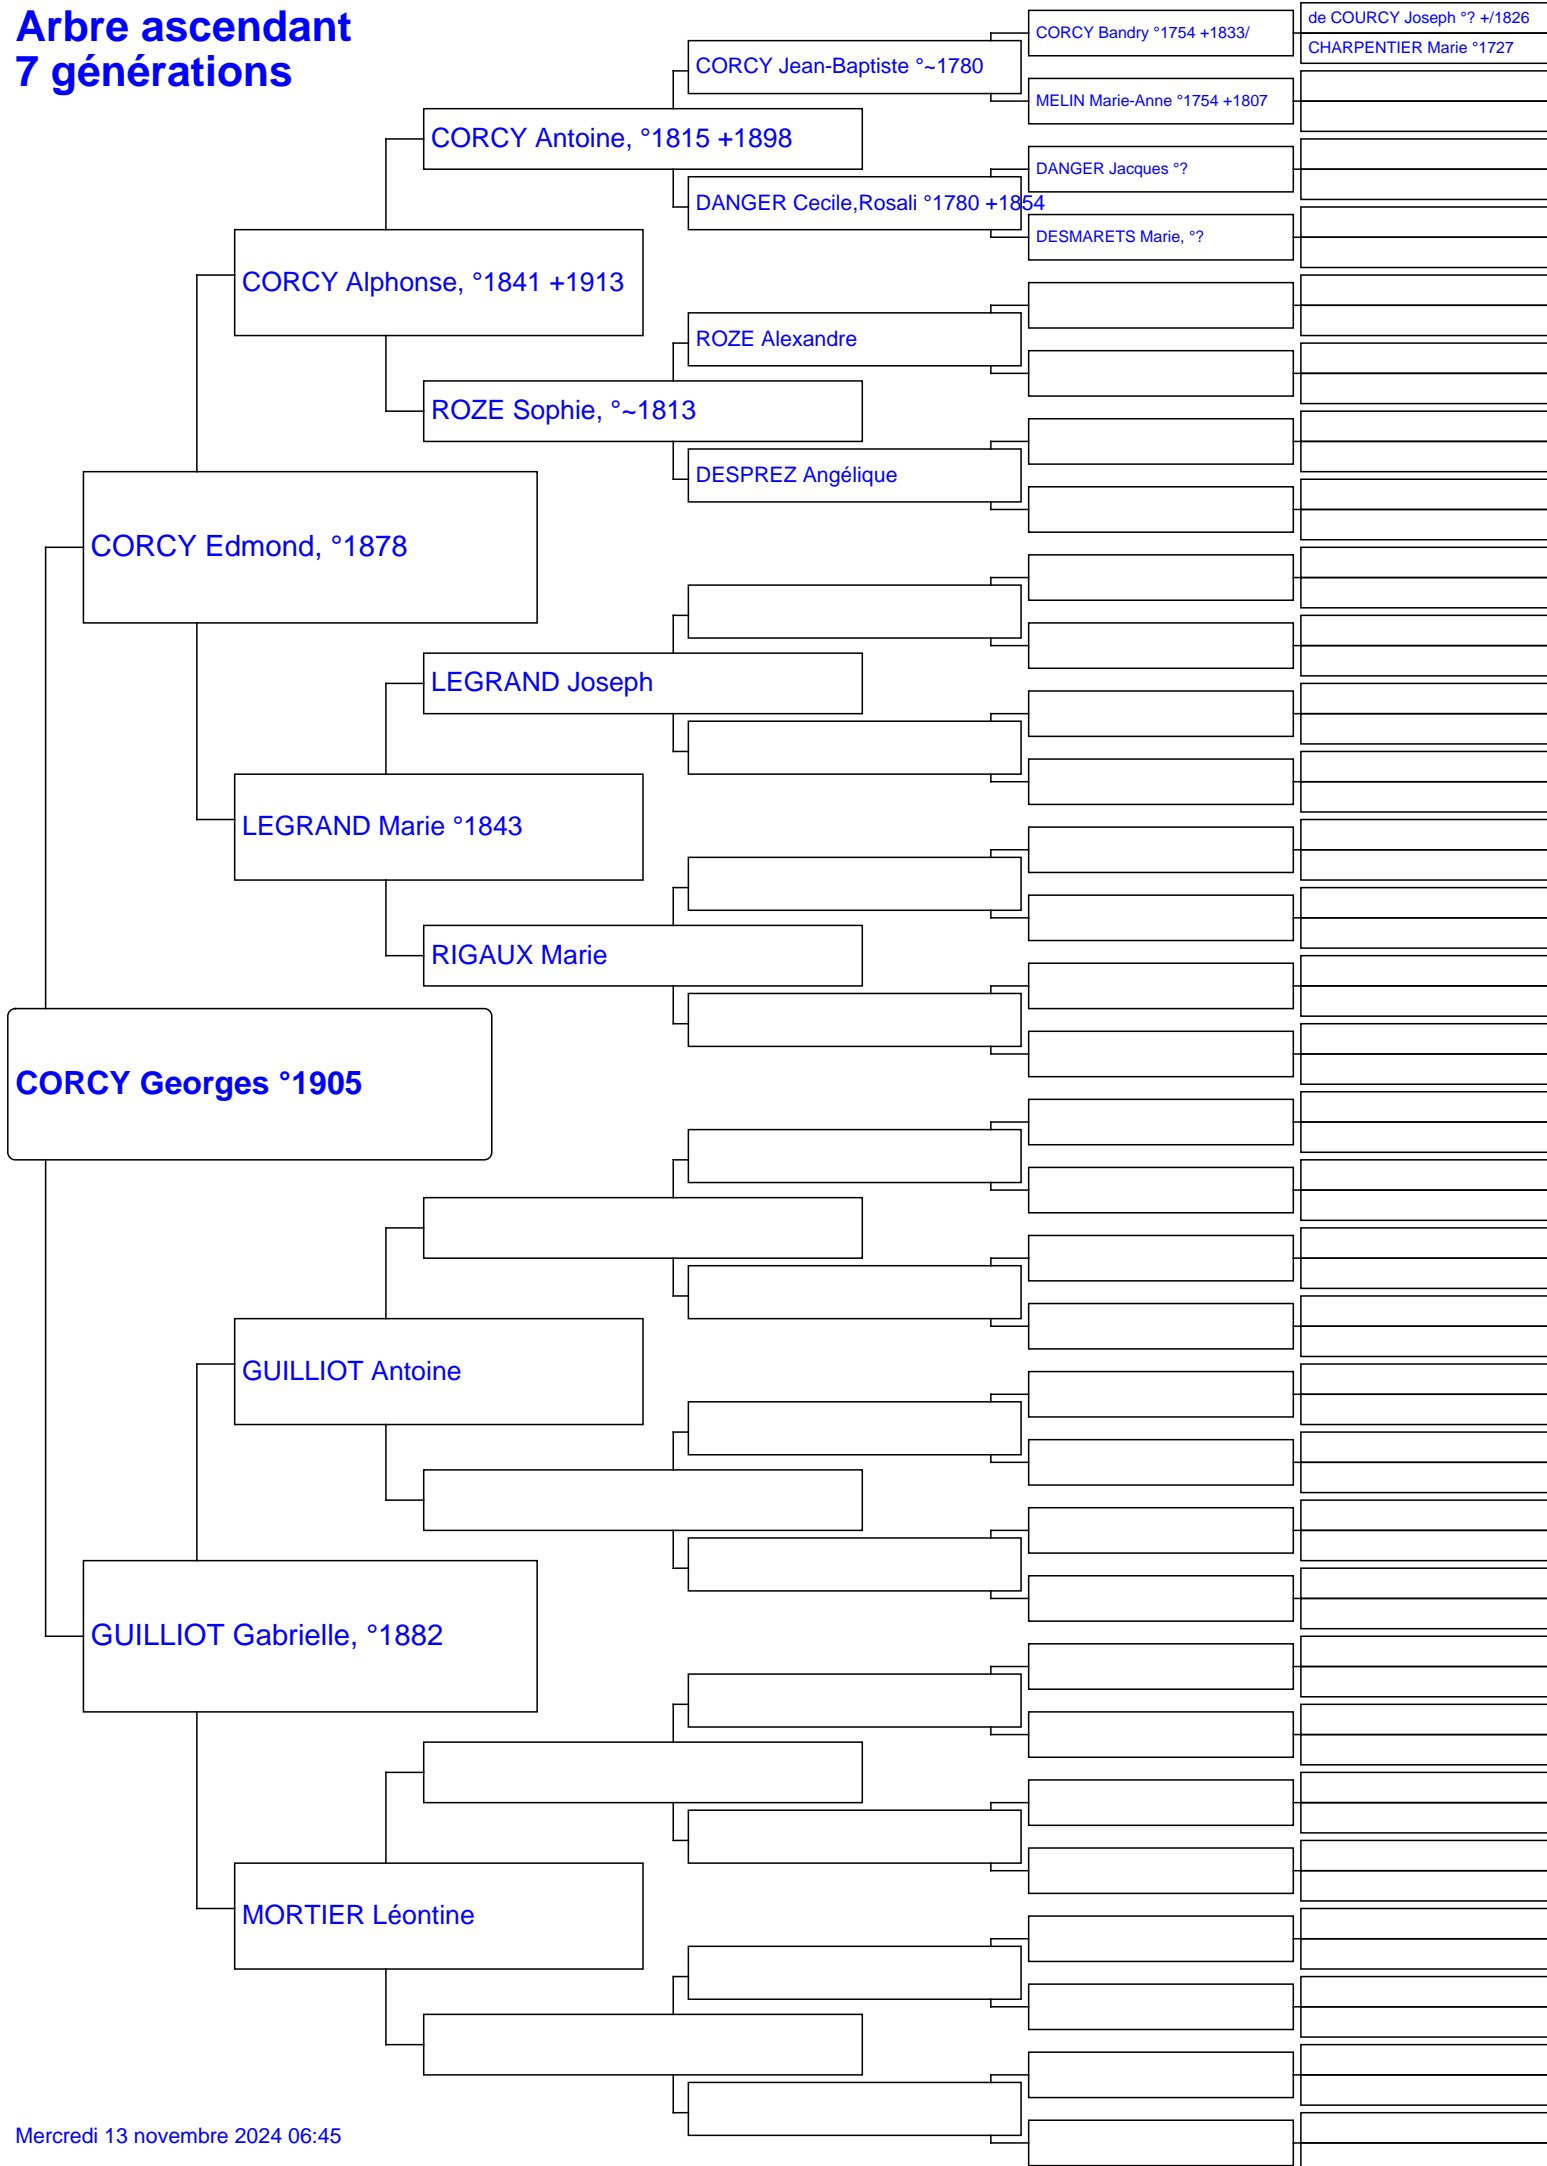 Arbre ascendant
7 générations
de COURCY Joseph °? +/1826
CORCY Bandry °1754 +1833/
CHARPENTIER Marie °1727
CORCY Jean-Baptiste °~1780
MELIN Marie-Anne °1754 +1807
CORCY Antoine, °1815 +1898
DANGER Jacques °?
DANGER Cecile,Rosali °1780 +1854
DESMARETS Marie, °?
CORCY Alphonse, °1841 +1913
ROZE Alexandre
ROZE Sophie, °~1813
DESPREZ Angélique
CORCY Edmond, °1878
LEGRAND Joseph
LEGRAND Marie °1843
RIGAUX Marie
CORCY Georges °1905
GUILLIOT Antoine
GUILLIOT Gabrielle, °1882
MORTIER Léontine
Mercredi 13 novembre 2024 06:45